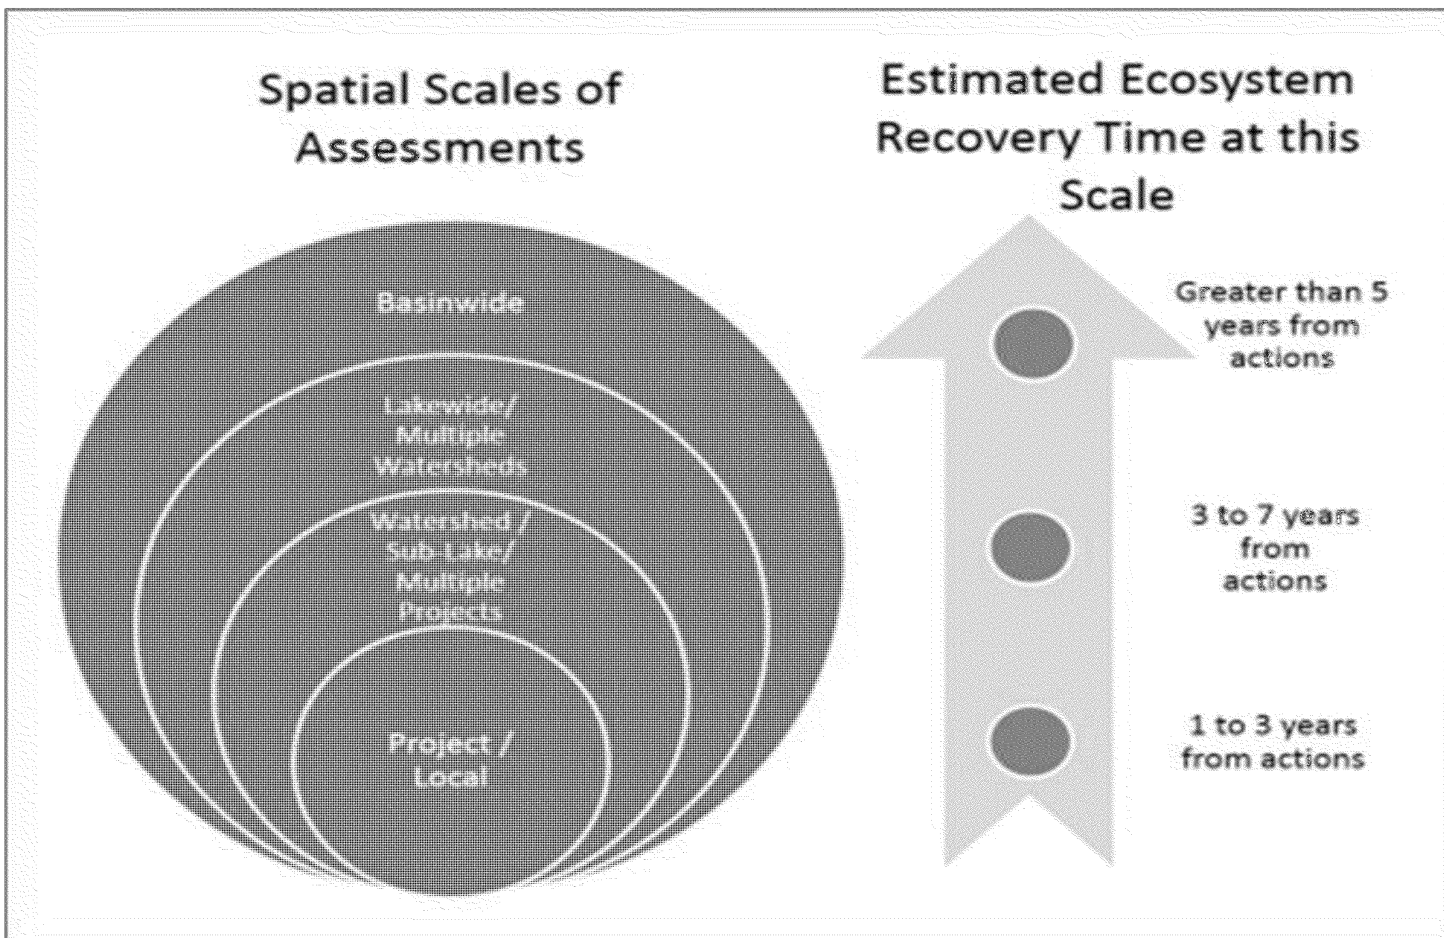 Spatial Scales of
Assessments
Basinwide
Lakewide/
Multiple
Watersheds
Watershed /
Sub-Lake/
Multiple
Projects
Project /
Local
Estimated Ecosystem
Recovery Time at this
Scale
Greater than 5
years from
actions
3 to 7 years
from
actions
1 to 3 years
from actions